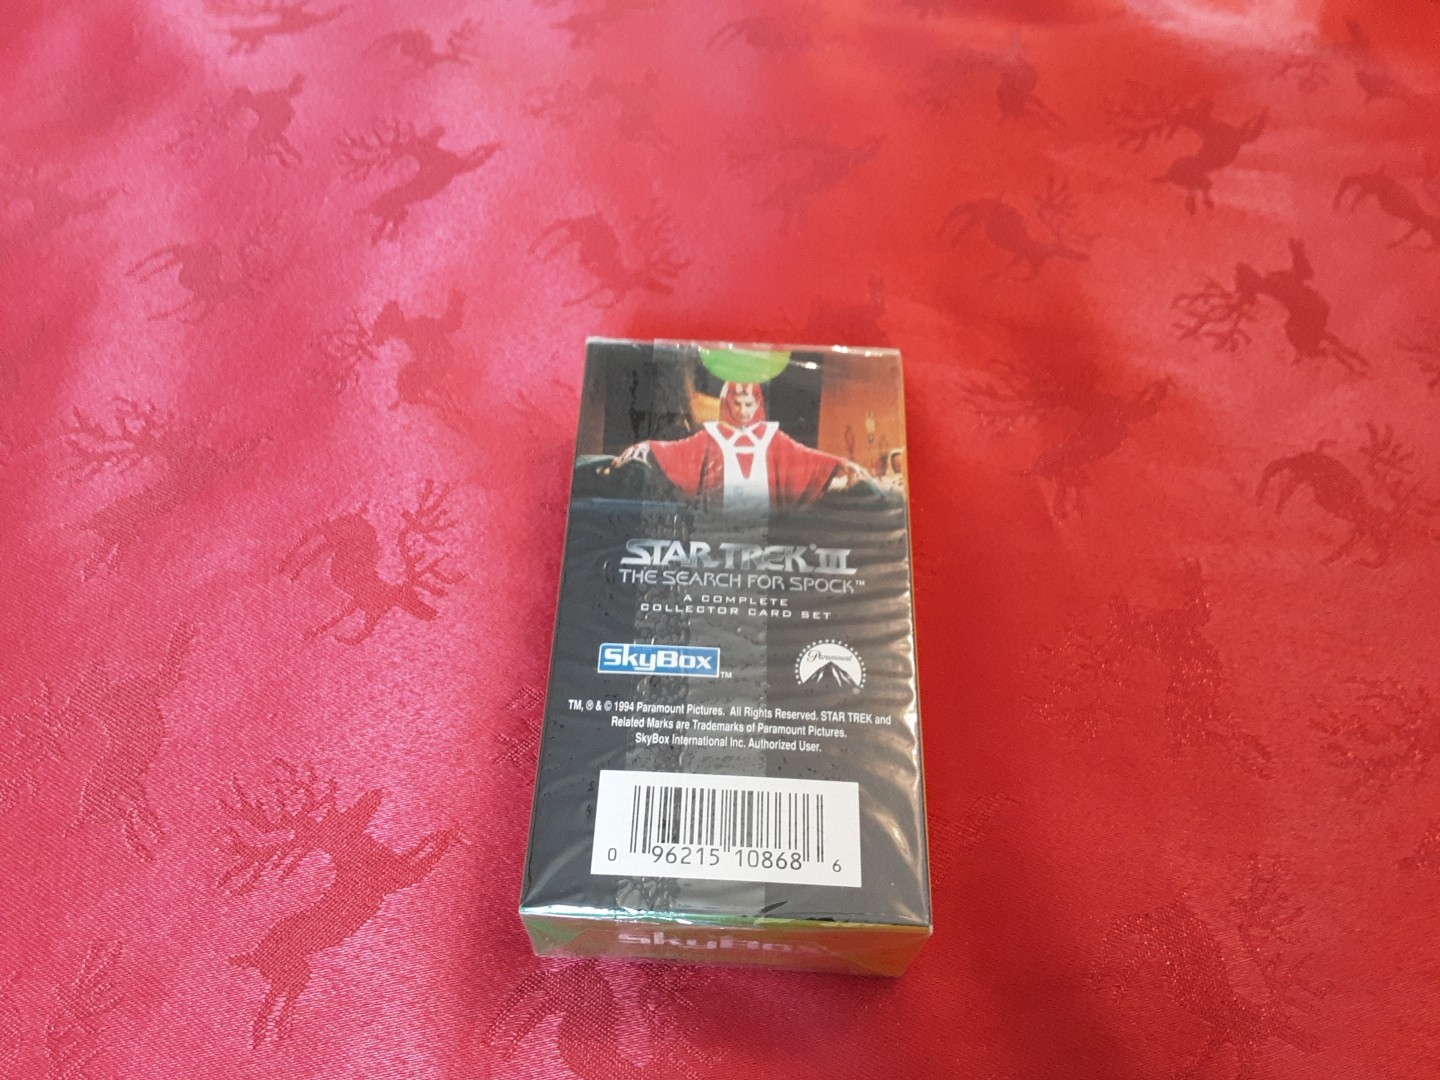 STAR TREK III
THE SEARCH FOR SPOCK™
A COMPLETE
COLLECTOR CARD SET
SkyBox™
Paramount
TM, ® & © 1994 Paramount Pictures. All Rights Reserved. STAR TREK and
Related Marks are Trademarks of Paramount Pictures.
SkyBox International Inc. Authorized User.
0 96215 10868 6
SkyBox